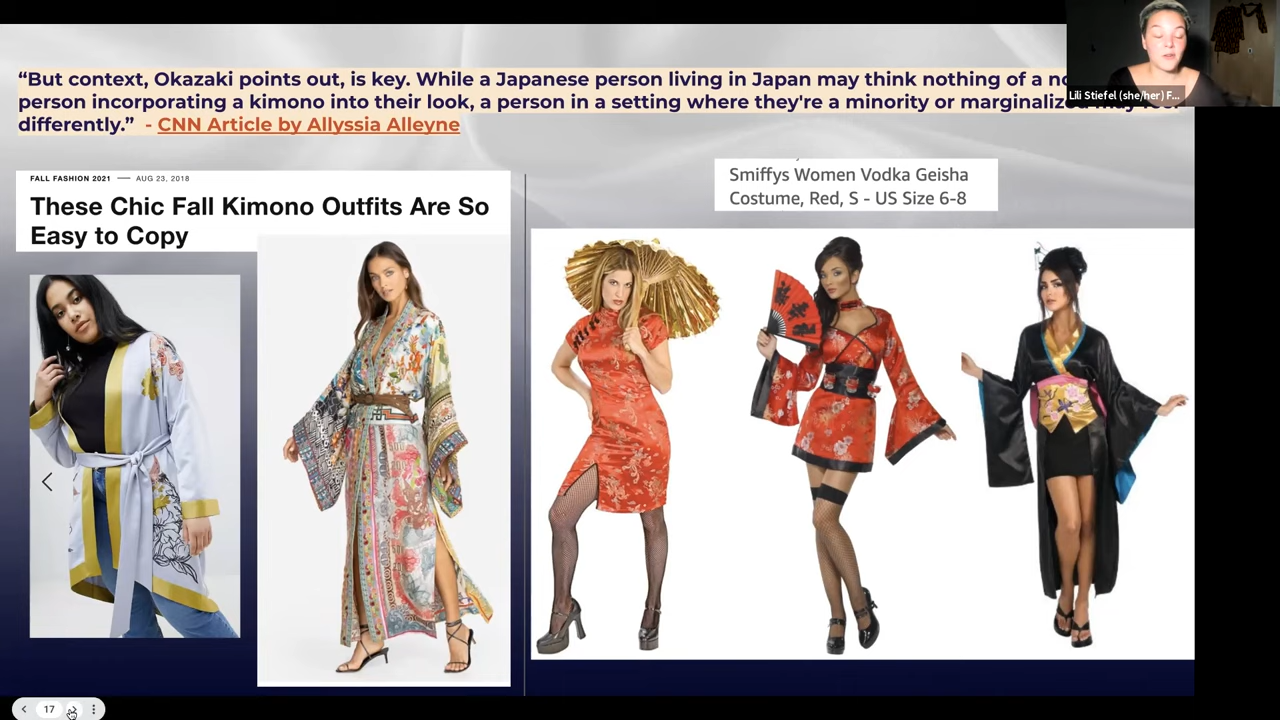 “But context, Okazaki points out, is key. While a Japanese person living in Japan may think nothing of a
person incorporating a kimono into their look, a person in a setting where they're a minority or marginalized may feel
differently.” - CNN Article by Allyssia Alleyne
Lili Stiefel (she/her) F...
FALL FASHION 2021 — AUG 23, 2018
These Chic Fall Kimono Outfits Are So
Easy to Copy
Smiffys Women Vodka Geisha
Costume, Red, S - US Size 6-8
17